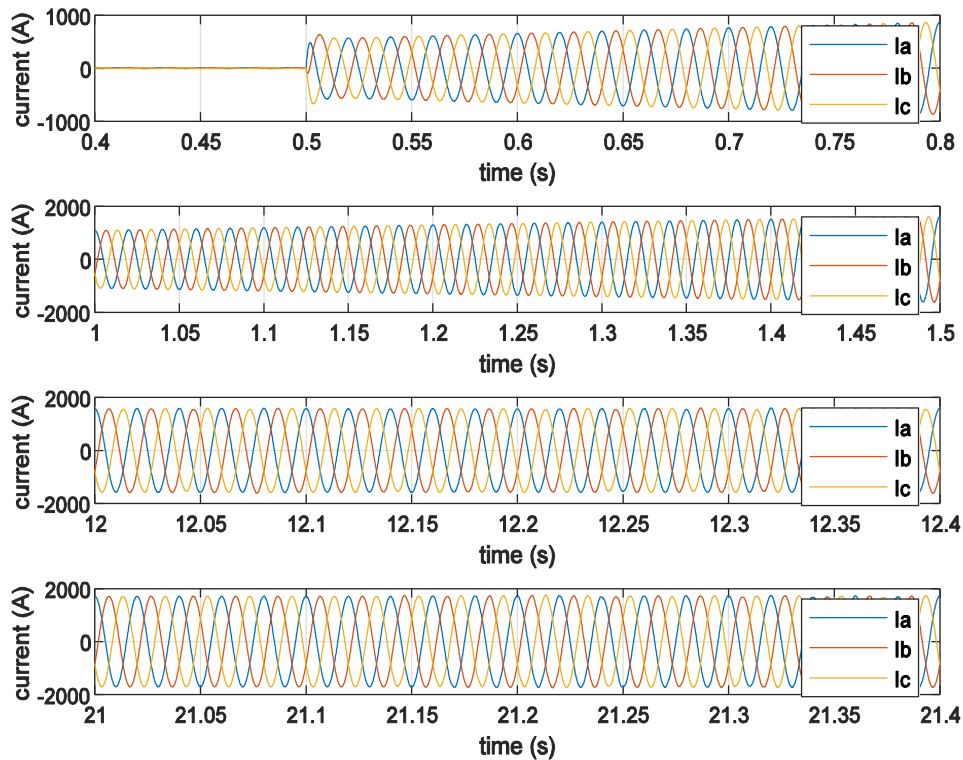 current (A)
1000
0
-1000
Ia
Ib
Ic
0.4 0.45 0.5 0.55 0.6 0.65 0.7 0.75 0.8
time (s)
current (A)
2000
0
-2000
Ia
Ib
Ic
1 1.05 1.1 1.15 1.2 1.25 1.3 1.35 1.4 1.45 1.5
time (s)
current (A)
2000
0
-2000
Ia
Ib
Ic
12 12.05 12.1 12.15 12.2 12.25 12.3 12.35 12.4
time (s)
current (A)
2000
0
-2000
Ia
Ib
Ic
21 21.05 21.1 21.15 21.2 21.25 21.3 21.35 21.4
time (s)